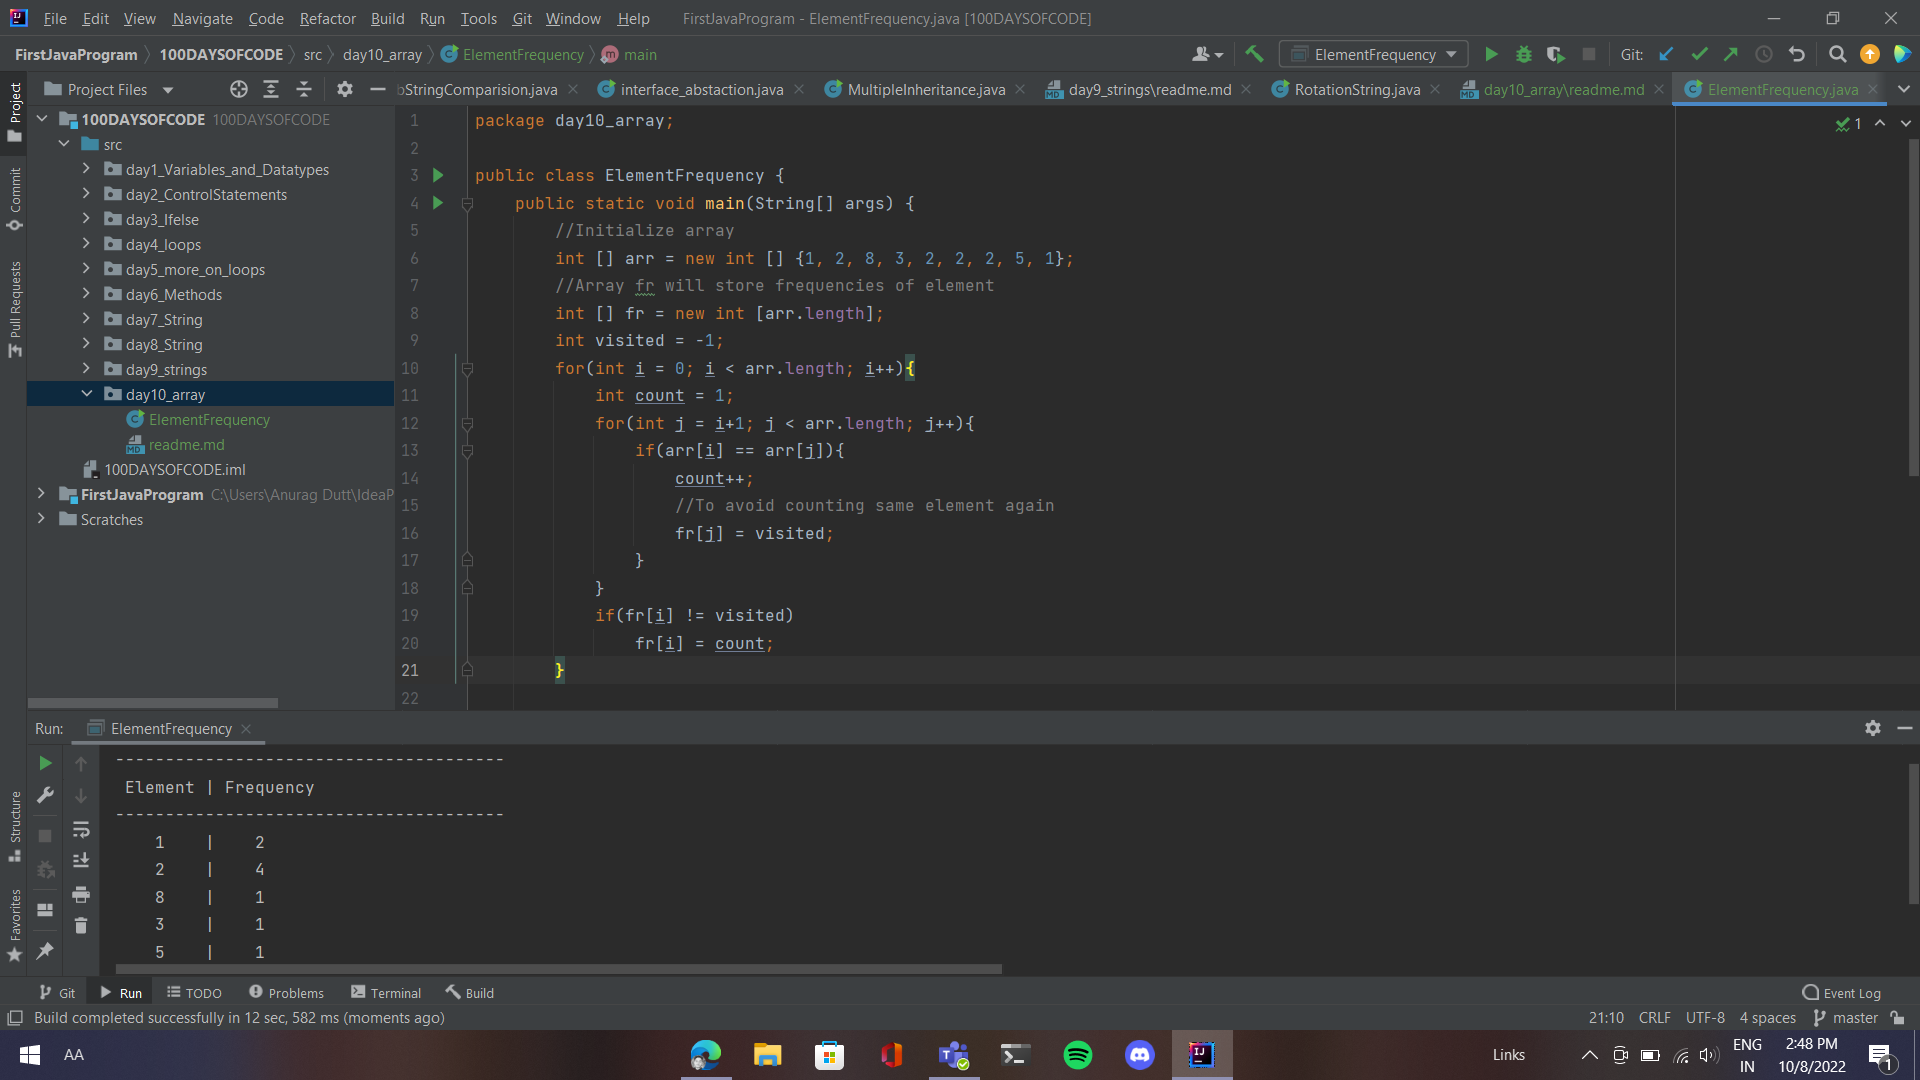 File Edit View Navigate Code Refactor Build Run Tools Git Window Help FirstJavaProgram - ElementFrequency.java [100DAYSOFCODE]
FirstJavaProgram 100DAYSOFCODE src day10_array ElementFrequency main ElementFrequency Git:
Project Files bStringComparision.java interface_abstaction.java MultipleInheritance.java day9_strings\readme.md RotationString.java day10_array\readme.md ElementFrequency.java
Project
Commit
Pull Requests
Structure
Favorites
100DAYSOFCODE 100DAYSOFCODE
src
day1_Variables_and_Datatypes
day2_ControlStatements
day3_Ifelse
day4_loops
day5_more_on_loops
day6_Methods
day7_String
day8_String
day9_strings
day10_array
ElementFrequency
readme.md
100DAYSOFCODE.iml
FirstJavaProgram C:\Users\Anurag Dutt\IdeaP
Scratches
1 package day10_array;
2
3 public class ElementFrequency {
4 public static void main(String[] args) {
5 //Initialize array
6 int [] arr = new int [] {1, 2, 8, 3, 2, 2, 2, 5, 1};
7 //Array fr will store frequencies of element
8 int [] fr = new int [arr.length];
9 int visited = -1;
10 for(int i = 0; i < arr.length; i++){
11 int count = 1;
12 for(int j = i+1; j < arr.length; j++){
13 if(arr[i] == arr[j]){
14 count++;
15 //To avoid counting same element again
16 fr[j] = visited;
17 }
18 }
19 if(fr[i] != visited)
20 fr[i] = count;
21 }
22
1
Run: ElementFrequency
---------------------------------------
Element | Frequency
---------------------------------------
1 | 2
2 | 4
8 | 1
3 | 1
5 | 1
Git Run TODO Problems Terminal Build Event Log
Build completed successfully in 12 sec, 582 ms (moments ago) 21:10 CRLF UTF-8 4 spaces master
AA Links ENG IN 2:48 PM 10/8/2022 1